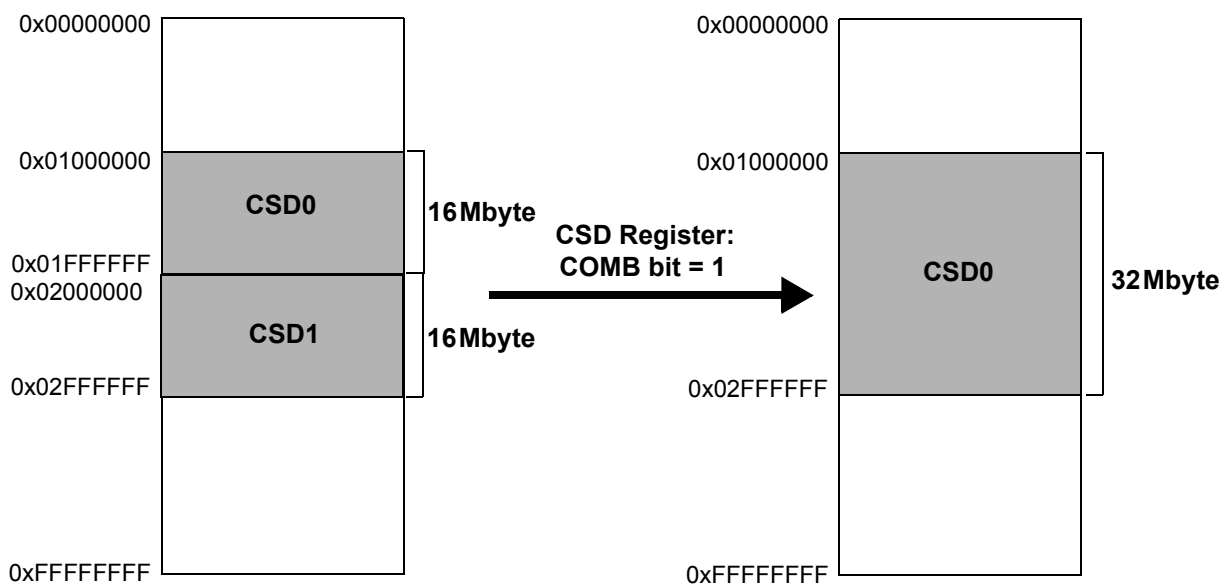 0x00000000
0x01000000
CSD0
16Mbyte
0x01FFFFFF
0x02000000
CSD1
16Mbyte
0x02FFFFFF
0xFFFFFFFF
CSD Register:
COMB bit = 1
0x00000000
0x01000000
CSD0
32Mbyte
0x02FFFFFF
0xFFFFFFFF